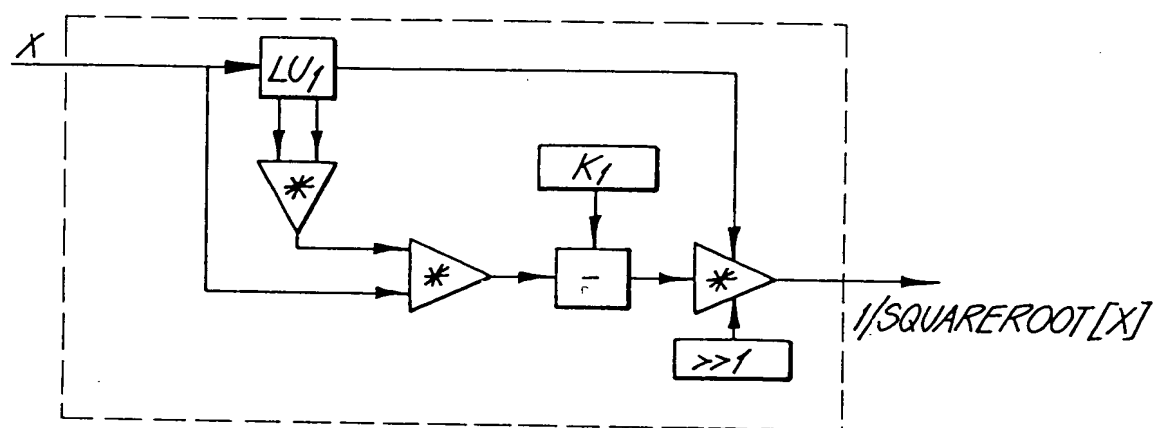 X
LU1
*
K1
*
-
*
1/SQUAREROOT[X]
>>1